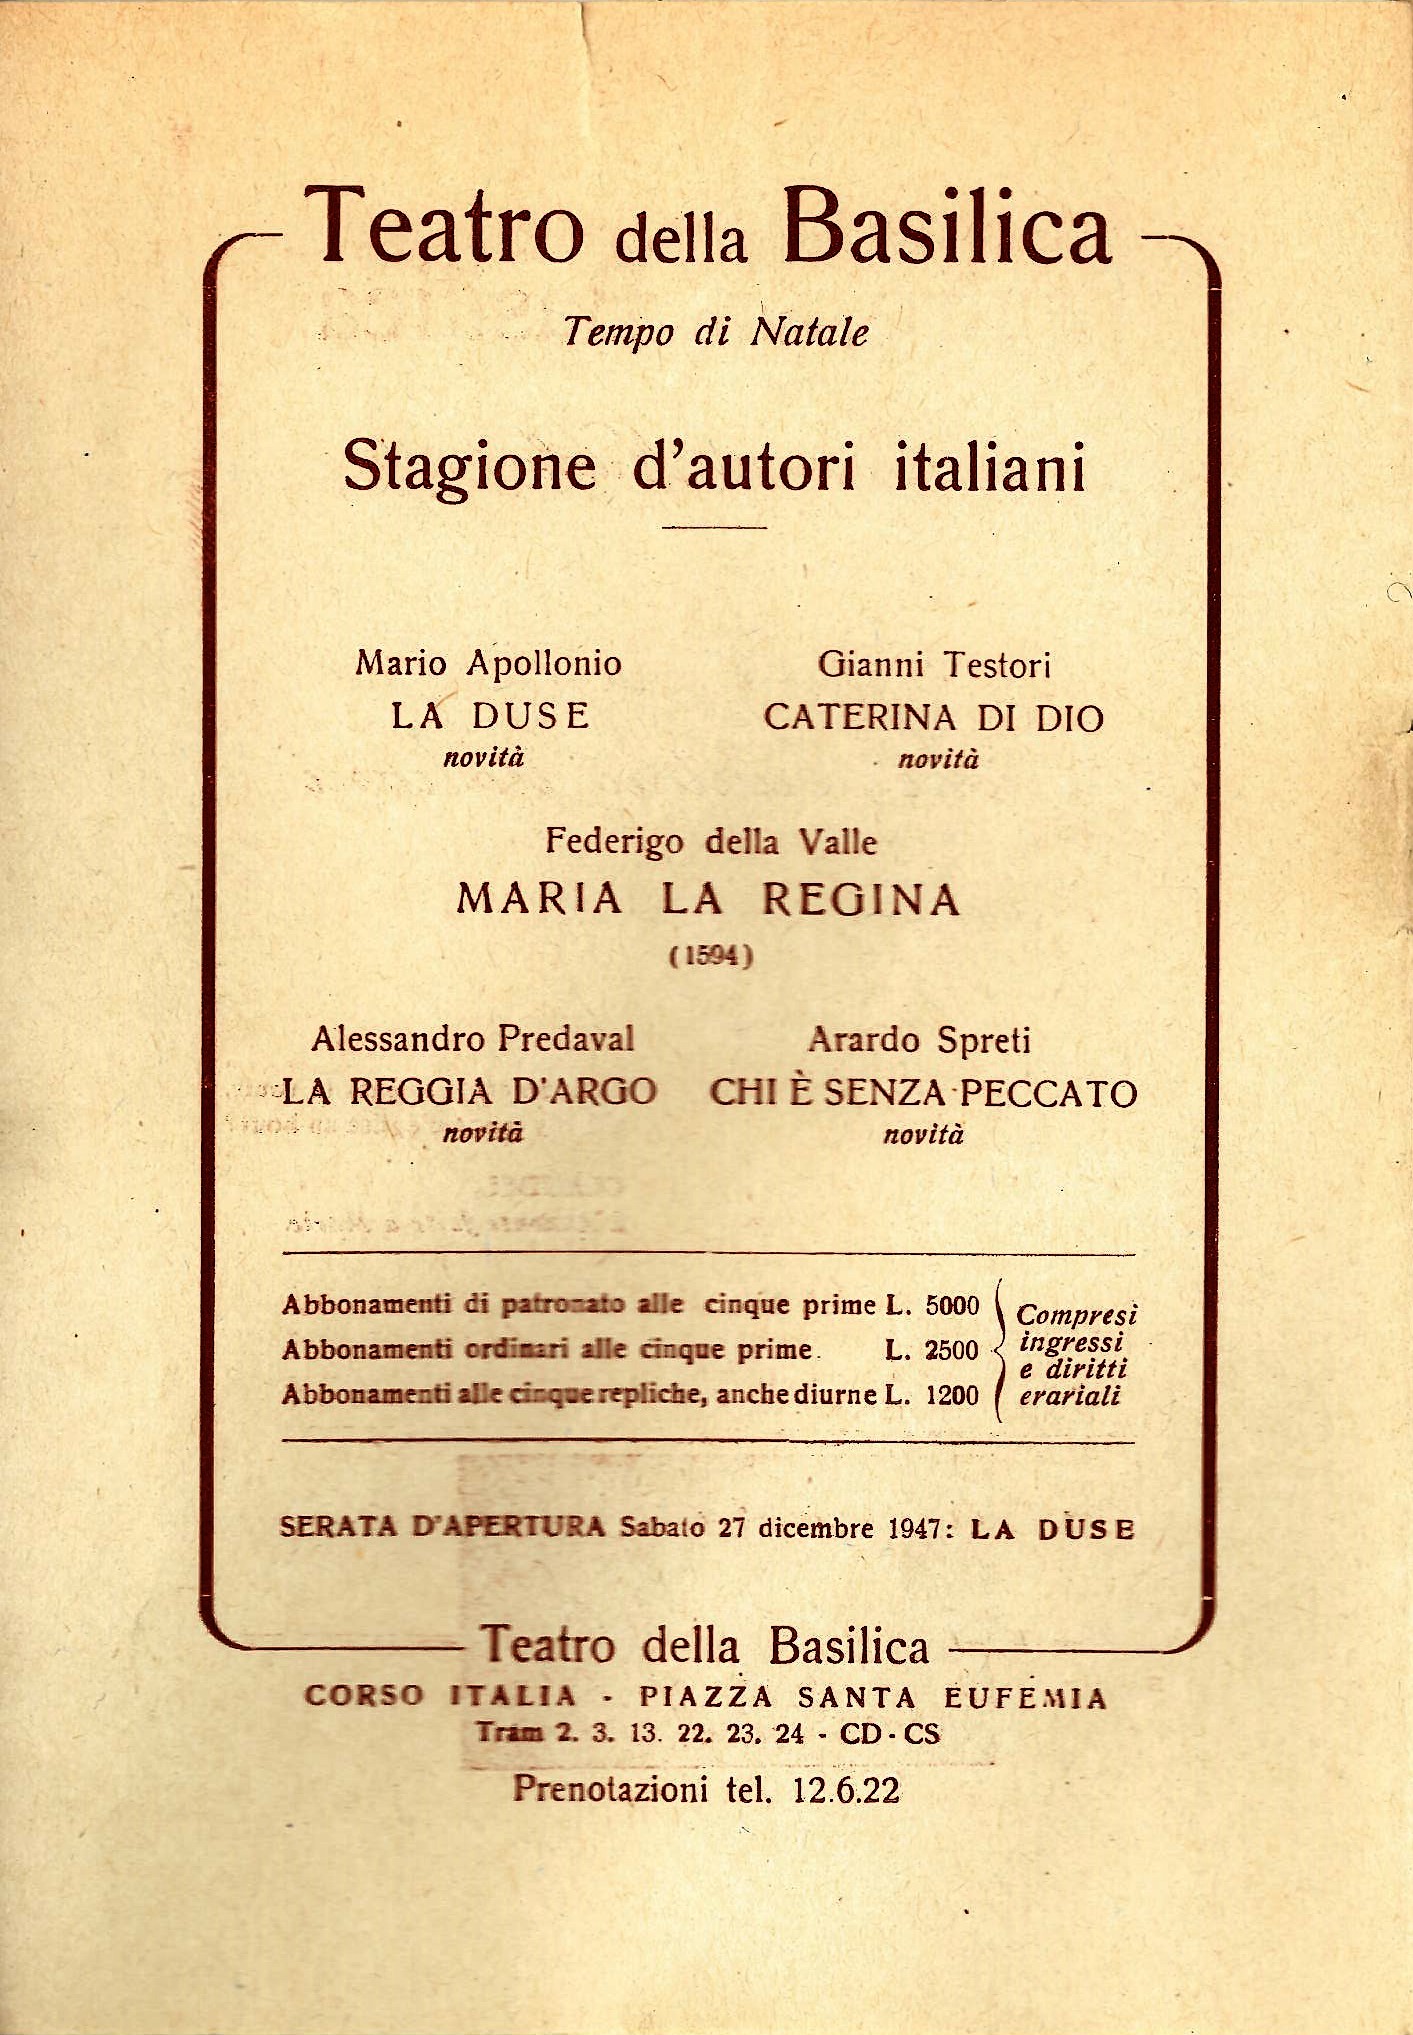 Teatro della Basilica
Tempo di Natale
Stagione d'autori italiani
Mario Apollonio
LA DUSE
novità
Gianni Testori
CATERINA DI DIO
novità
Federigo della Valle
MARIA LA REGINA
(1594)
Alessandro Predaval
LA REGGIA D'ARGO
novità
Arardo Spreti
CHI È SENZA PECCATO
novità
Abbonamenti di patronato alle cinque prime L. 5000
Abbonamenti ordinari alle cinque prime. L. 2500
Abbonamenti alle cinque repliche, anche diurne L. 1200
Compresi
ingressi
e diritti
erariali
SERATA D'APERTURA Sabato 27 dicembre 1947: LA DUSE
Teatro della Basilica
CORSO ITALIA - PIAZZA SANTA EUFEMIA
Tram 2. 3. 13. 22. 23. 24 - CD - CS
Prenotazioni tel. 12.6.22